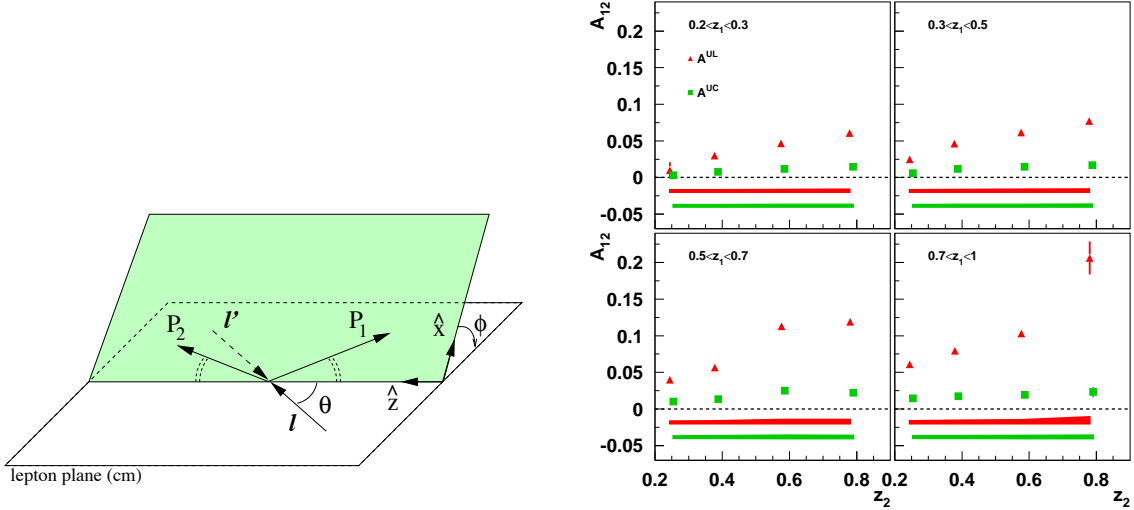 P₂
l'
P₁
x̂
ϕ
ẑ
θ
l
lepton plane (cm)
A₁₂
0.2<z₁<0.3
0.3<z₁<0.5
Aᵁᴸ
Aᵁᶜ
0.2
0.15
0.1
0.05
0
-0.05
A₁₂
0.5<z₁<0.7
0.7<z₁<1
0.2
0.15
0.1
0.05
0
-0.05
0.2 0.4 0.6 0.8 0.2 0.4 0.6 0.8
z₂ z₂